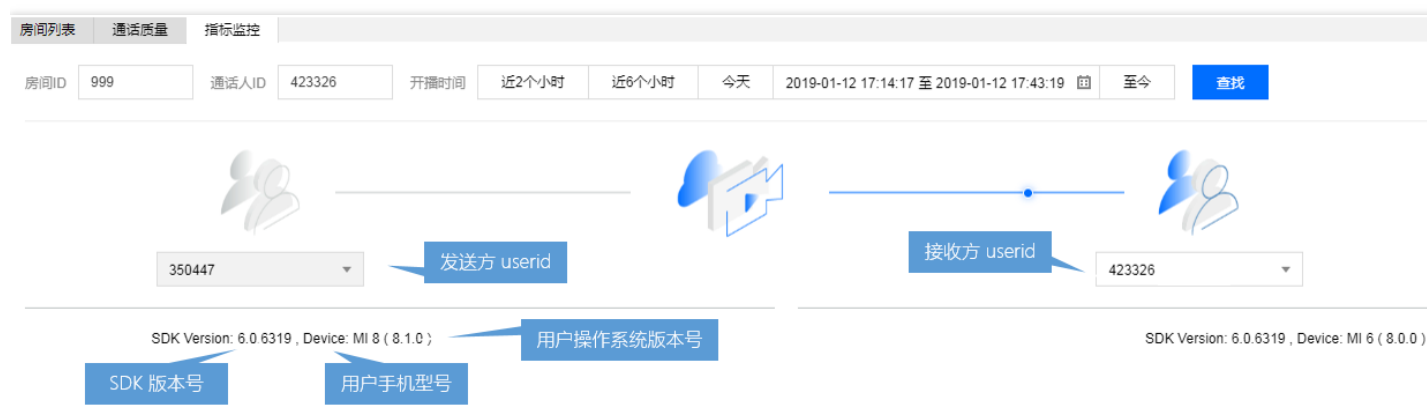 房间列表 通话质量 指标监控
房间ID 999 通话人ID 423326 开播时间 近2个小时 近6个小时 今天 2019-01-12 17:14:17 至 2019-01-12 17:43:19 至今 查找
发送方 userid
接收方 userid
350447
423326
SDK Version: 6.0.6319 , Device: MI 8 ( 8.1.0 )
用户操作系统版本号
SDK Version: 6.0.6319 , Device: MI 6 ( 8.0.0 )
SDK 版本号
用户手机型号